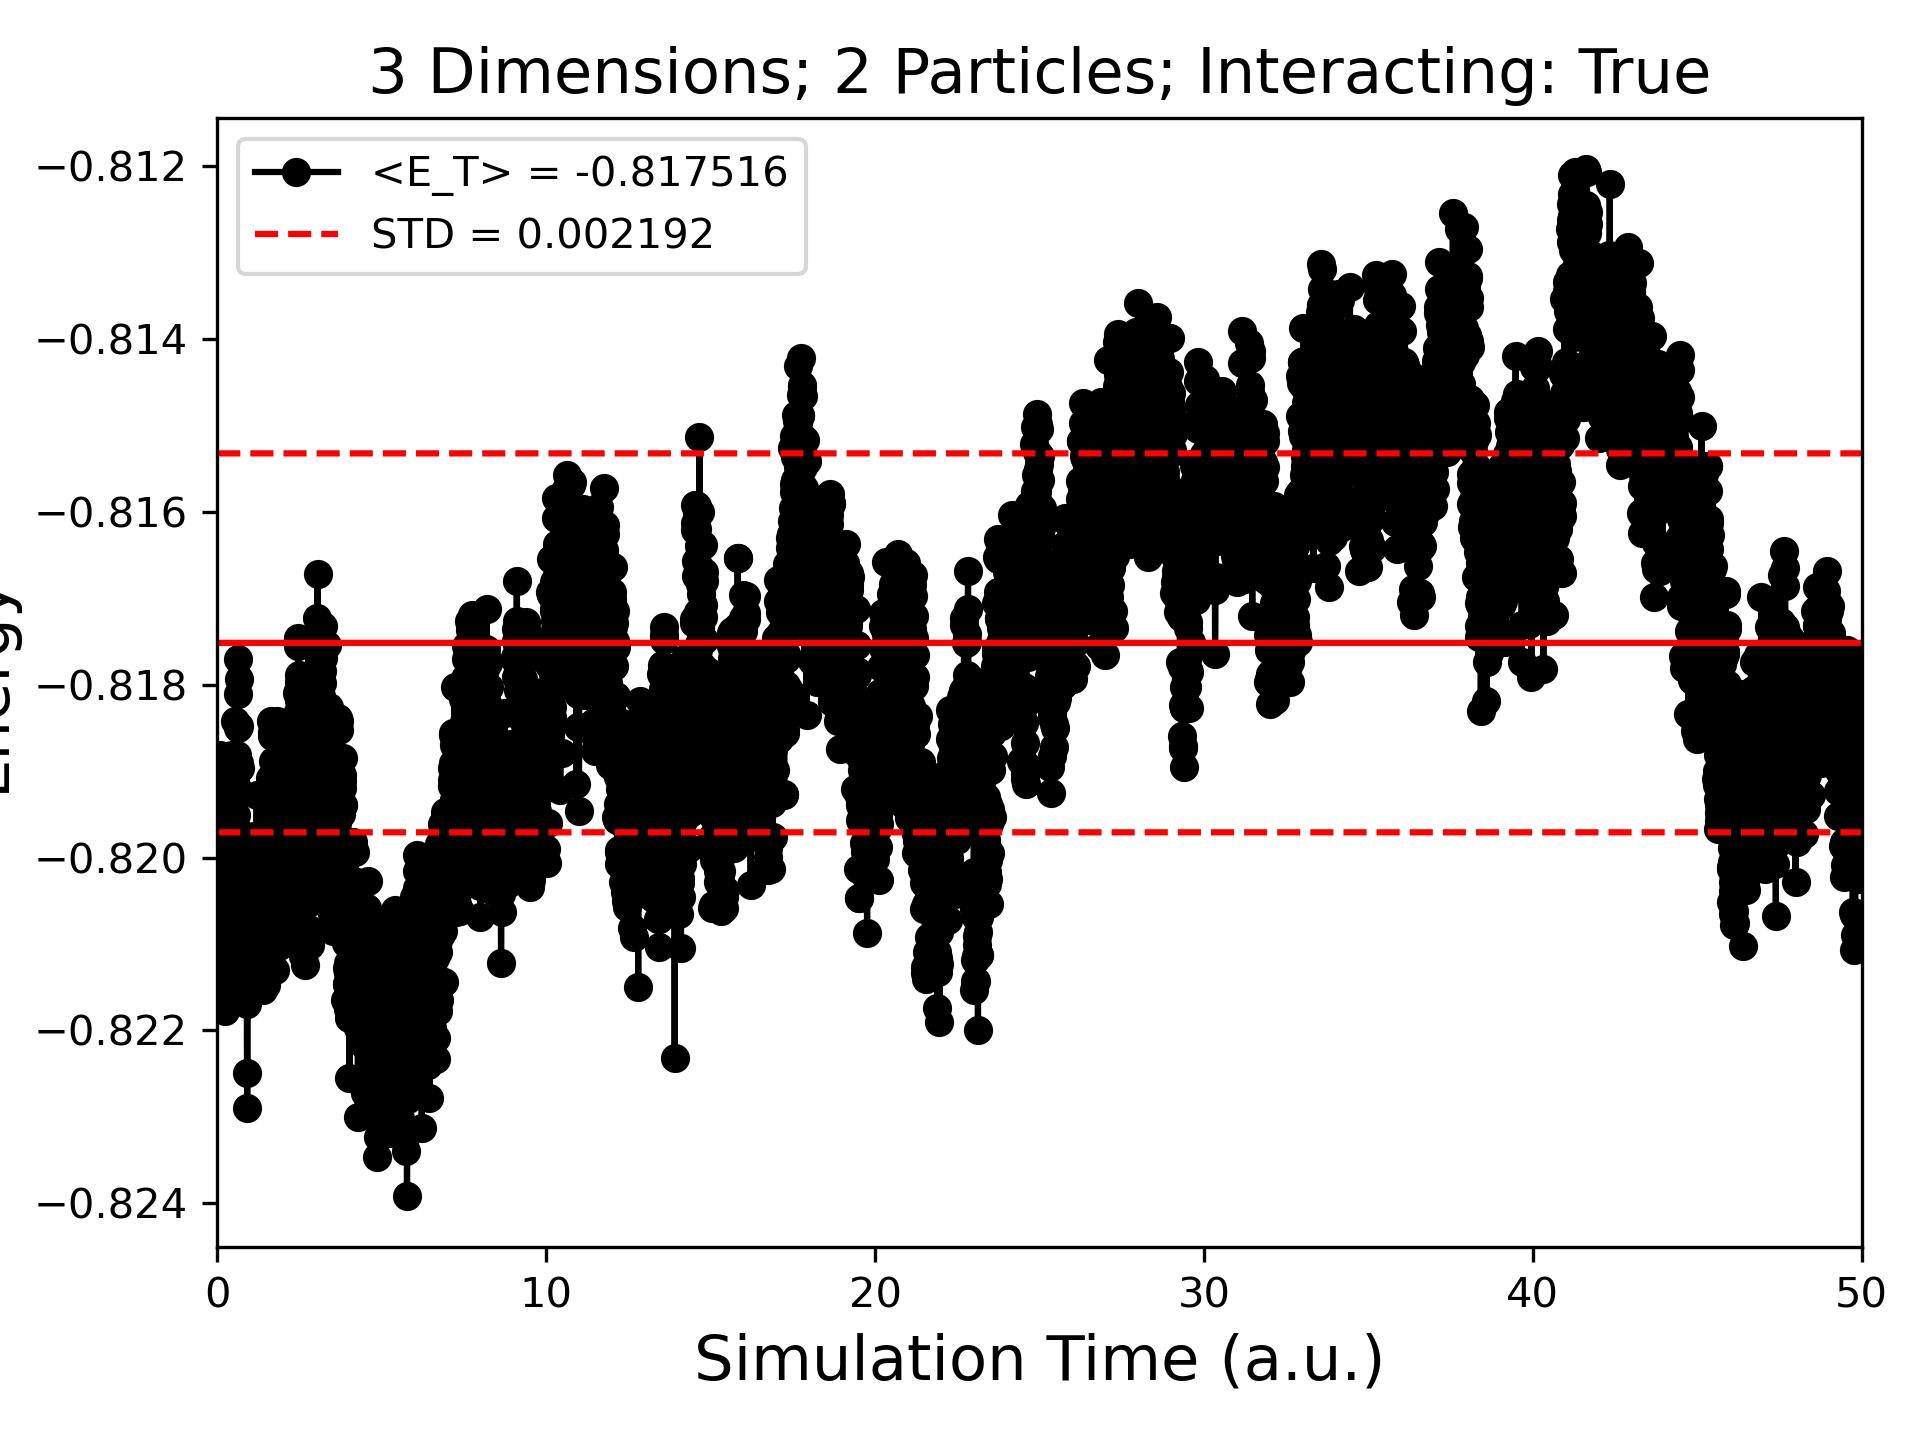 3 Dimensions; 2 Particles; Interacting: True
<E_T> = -0.817516
STD = 0.002192
Energy
−0.812
−0.814
−0.816
−0.818
−0.820
−0.822
−0.824
0 10 20 30 40 50
Simulation Time (a.u.)